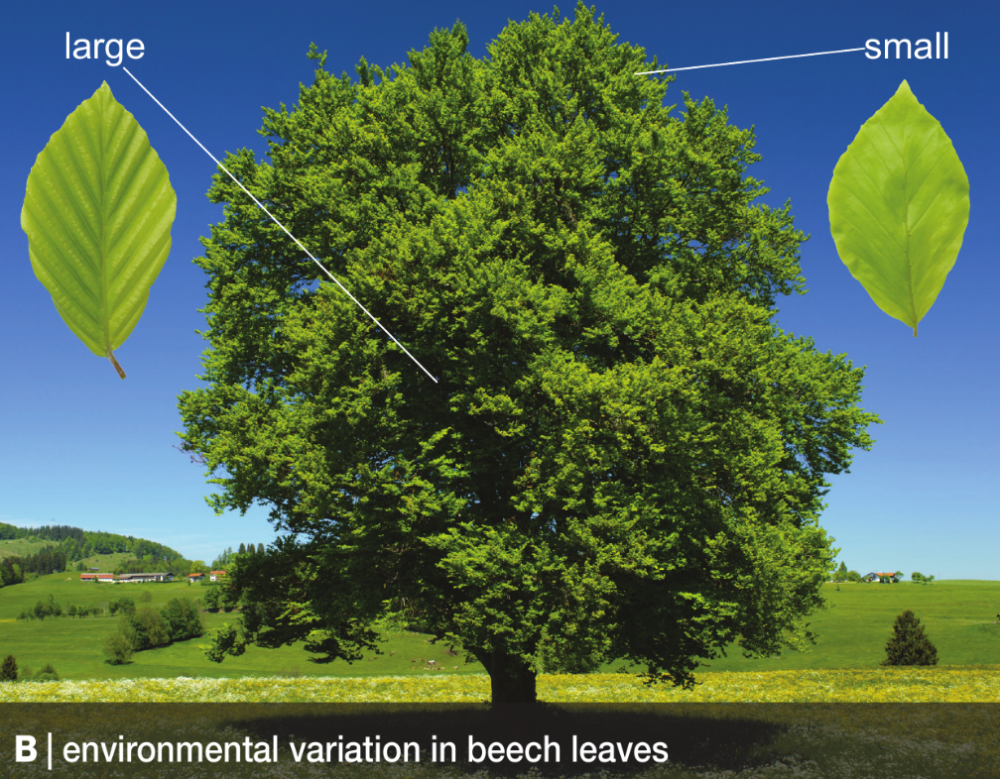 large
small
B | environmental variation in beech leaves